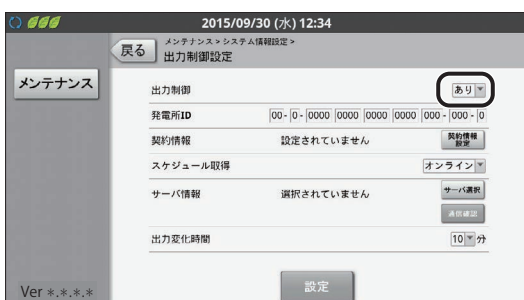 2015/09/30 (水) 12:34
戻る
メンテナンス > システム情報設定 >
出力制御設定
メンテナンス
出力制御 あり
発電所ID 00 - 0 - 0000 0000 0000 0000 000 - 000 - 0
契約情報 設定されていません 契約情報
設定
スケジュール取得 オンライン
サーバ情報 選択されていません サーバ選択
通信確認
出力変化時間 10 分
設定
Ver *.*.*.*